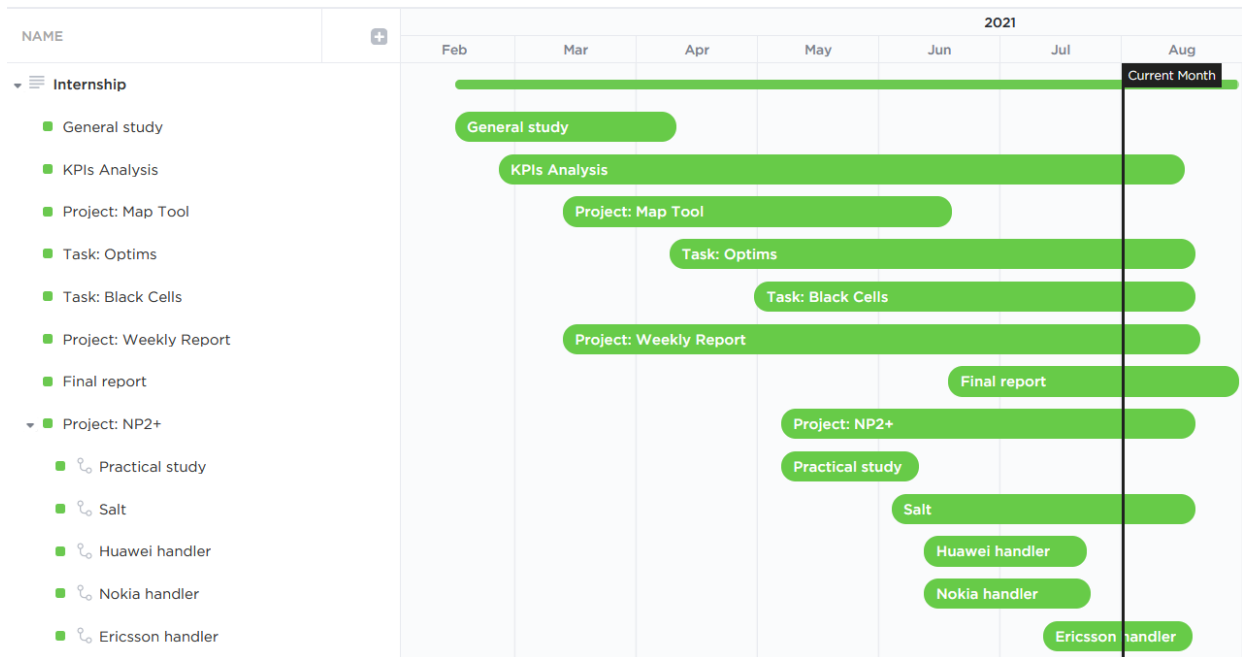 NAME
2021
Feb Mar Apr May Jun Jul Aug
Current Month
Internship
General study General study
KPIs Analysis KPIs Analysis
Project: Map Tool Project: Map Tool
Task: Optims Task: Optims
Task: Black Cells Task: Black Cells
Project: Weekly Report Project: Weekly Report
Final report Final report
Project: NP2+ Project: NP2+
Practical study Practical study
Salt Salt
Huawei handler Huawei handler
Nokia handler Nokia handler
Ericsson handler Ericsson handler